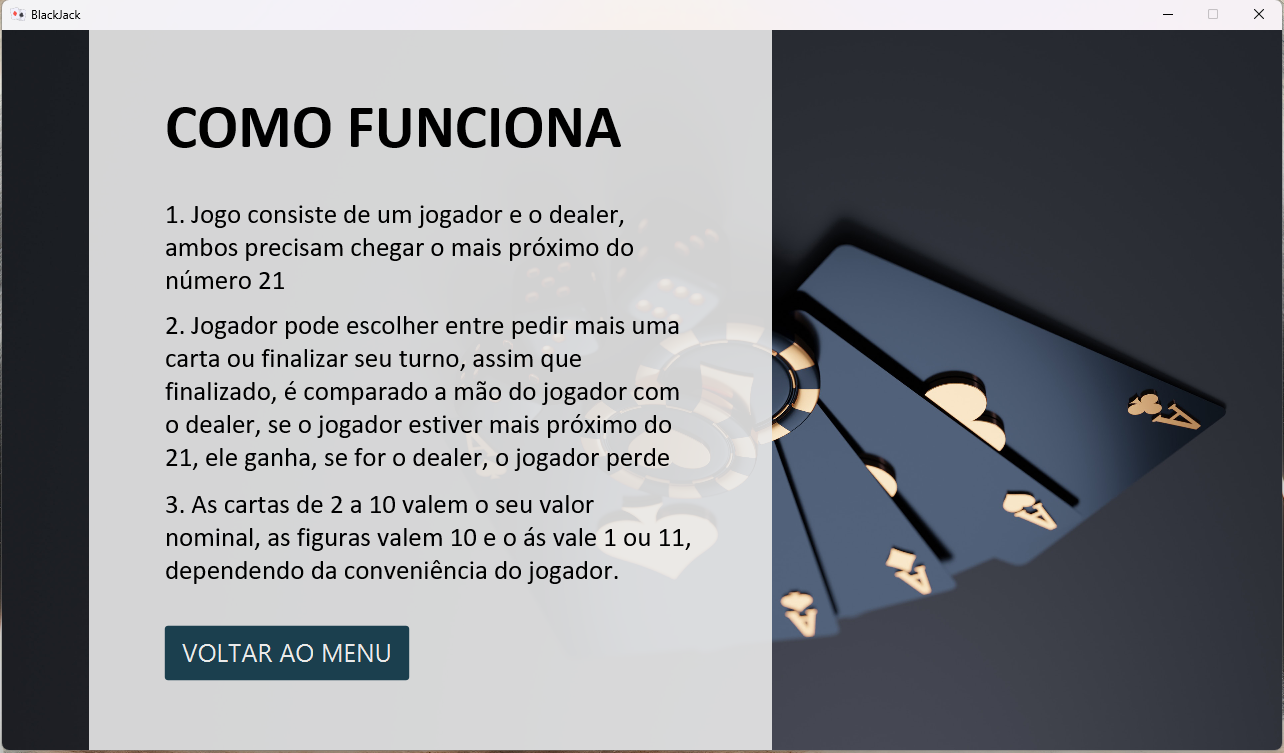 BlackJack
COMO FUNCIONA
1. Jogo consiste de um jogador e o dealer,
ambos precisam chegar o mais próximo do
número 21
2. Jogador pode escolher entre pedir mais uma
carta ou finalizar seu turno, assim que
finalizado, é comparado a mão do jogador com
o dealer, se o jogador estiver mais próximo do
21, ele ganha, se for o dealer, o jogador perde
3. As cartas de 2 a 10 valem o seu valor
nominal, as figuras valem 10 e o ás vale 1 ou 11,
dependendo da conveniência do jogador.
VOLTAR AO MENU
A
A
A
A